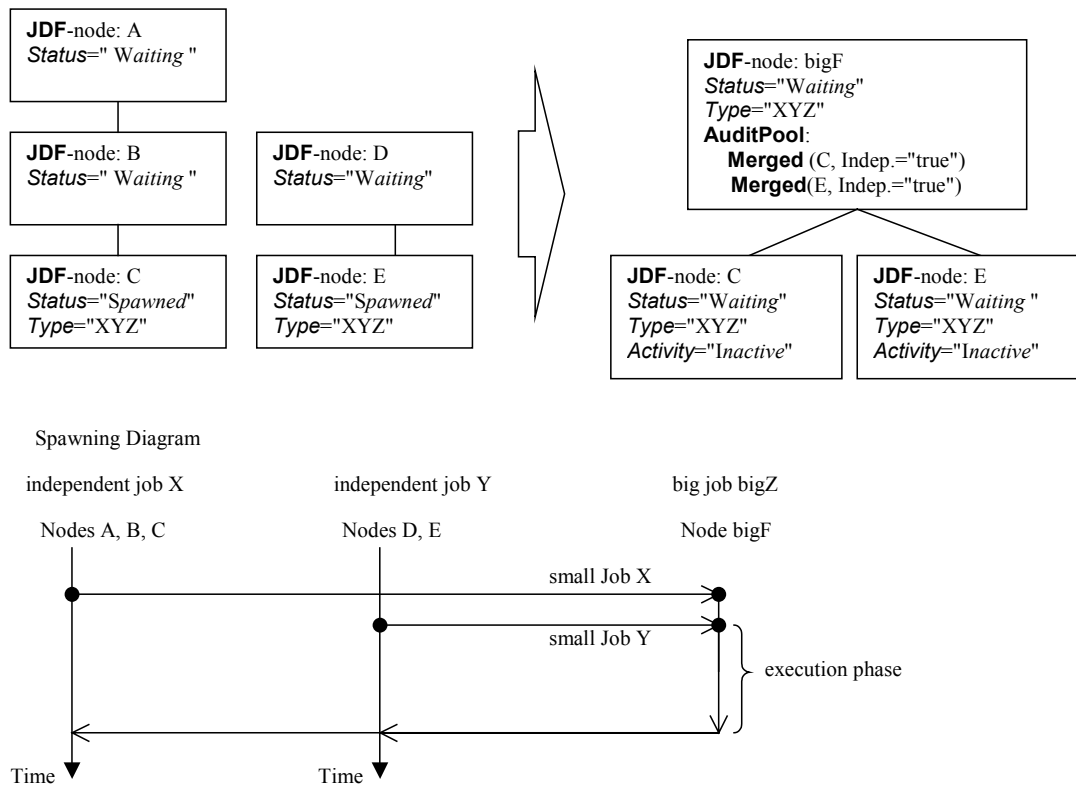 JDF-node: A
Status=" Waiting "
JDF-node: B
Status=" Waiting "
JDF-node: C
Status="Spawned"
Type="XYZ"
JDF-node: D
Status="Waiting"
JDF-node: E
Status="Spawned"
Type="XYZ"
JDF-node: bigF
Status="Waiting"
Type="XYZ"
AuditPool:
Merged (C, Indep.="true")
Merged(E, Indep.="true")
JDF-node: C
Status="Waiting"
Type="XYZ"
Activity="Inactive"
JDF-node: E
Status="Waiting "
Type="XYZ"
Activity="Inactive"
Spawning Diagram
independent job X
independent job Y
big job bigZ
Nodes A, B, C
Nodes D, E
Node bigF
small Job X
small Job Y
execution phase
Time
Time